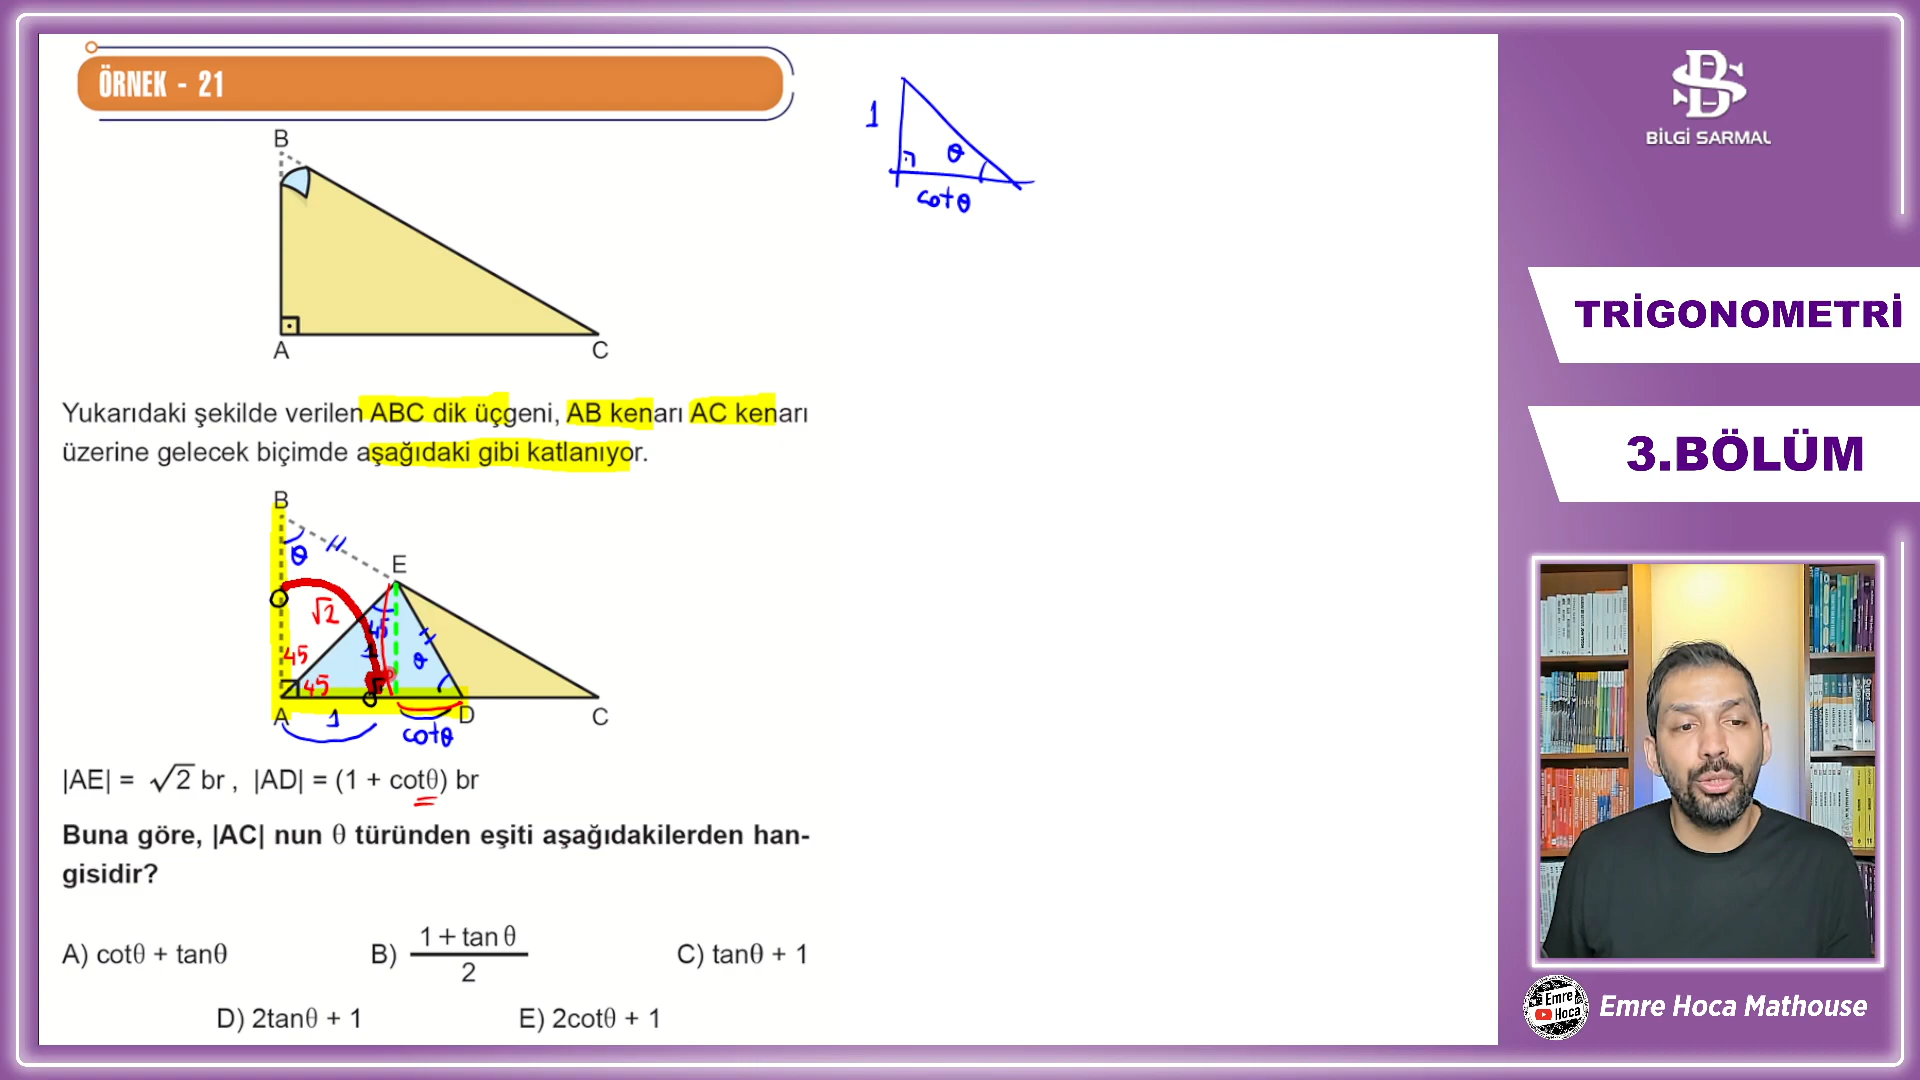 ÖRNEK - 21
B
A
C
1
θ
cotθ
Yukarıdaki şekilde verilen ABC dik üçgeni, AB kenarı AC kenarı
üzerine gelecek biçimde aşağıdaki gibi katlanıyor.
B
θ
E
√2
45
45
45
1
θ
A
D
C
1
cotθ
|AE| = √2 br , |AD| = (1 + cotθ) br
Buna göre, |AC| nun θ türünden eşiti aşağıdakilerden han-
gisidir?
A) cotθ + tanθ
B) (1 + tan θ)/2
C) tanθ + 1
D) 2tanθ + 1
E) 2cotθ + 1
BİLGİ SARMAL
TRİGONOMETRİ
3.BÖLÜM
Emre
Hoca
Emre Hoca Mathouse